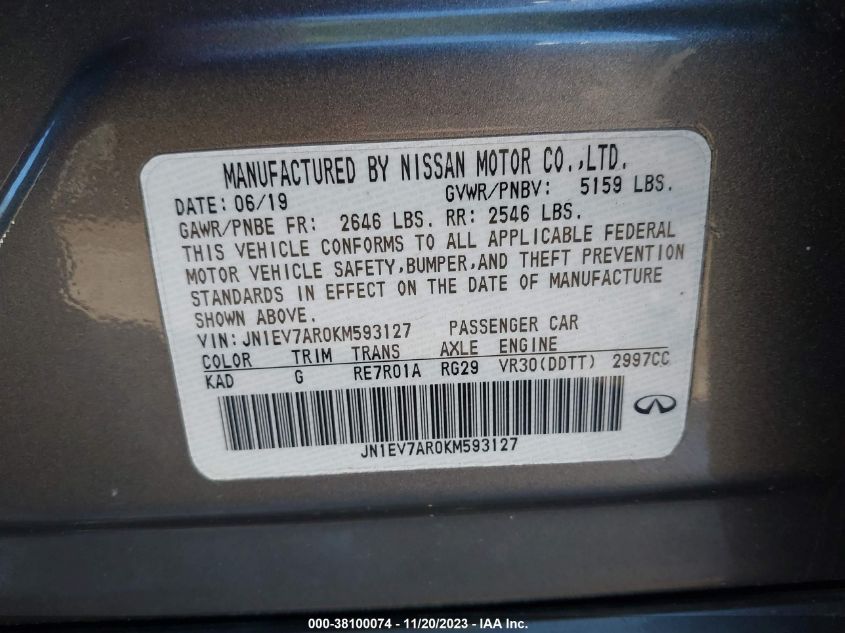 MANUFACTURED BY NISSAN MOTOR CO.,LTD.
DATE: 06/19 GVWR/PNBV: 5159 LBS.
GAWR/PNBE FR: 2646 LBS. RR: 2546 LBS.
THIS VEHICLE CONFORMS TO ALL APPLICABLE FEDERAL
MOTOR VEHICLE SAFETY,BUMPER,AND THEFT PREVENTION
STANDARDS IN EFFECT ON THE DATE OF MANUFACTURE
SHOWN ABOVE.
VIN: JN1EV7AR0KM593127 PASSENGER CAR
COLOR TRIM TRANS AXLE ENGINE
KAD G RE7R01A RG29 VR30(DDTT) 2997CC
JN1EV7AR0KM593127
000-38100074 - 11/20/2023 - IAA Inc.